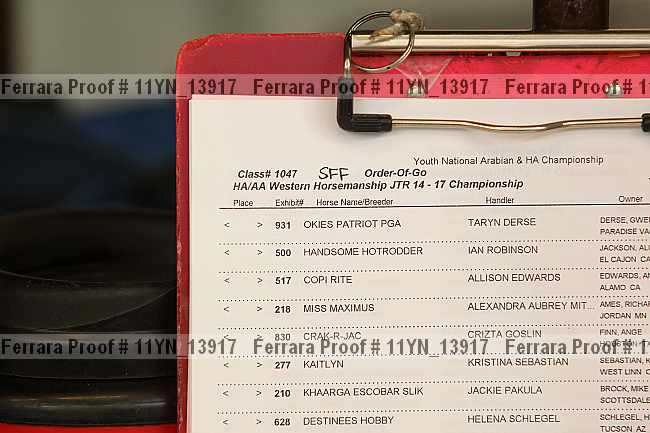 Ferrara Proof # 11YN_13917 Ferrara Proof # 11YN_13917 Ferrara Proof
Youth National Arabian & HA Championship
Class# 1047 SFF Order-Of-Go
HA/AA Western Horsemanship JTR 14 - 17 Championship
Place Exhibit# Horse Name/Breeder Handler Owner
< > 931 OKIES PATRIOT PGA TARYN DERSE DERSE, GWEN
PARADISE VA
< > 500 HANDSOME HOTRODDER IAN ROBINSON JACKSON, AL
EL CAJON CA
< > 517 COPI RITE ALLISON EDWARDS EDWARDS, AN
ALAMO CA
< > 218 MISS MAXIMUS ALEXANDRA AUBREY MIT... AMES, RICHAR
JORDAN MN
< > 830 CRAK-R-JAC CRIZTA GOSLIN FINN, ANGE
HOUSTON
Ferrara Proof # 11YN_13917 Ferrara Proof # 11YN_13917 Ferrara Proof
< > 277 KAITLYN KRISTINA SEBASTIAN SEBASTIAN, K
WEST LINN
< > 210 KHAARGA ESCOBAR SLIK JACKIE PAKULA BROCK, MIKE
SCOTTSDALE
< > 628 DESTINEES HOBBY HELENA SCHLEGEL SCHLEGEL, H
TUCSON AZ